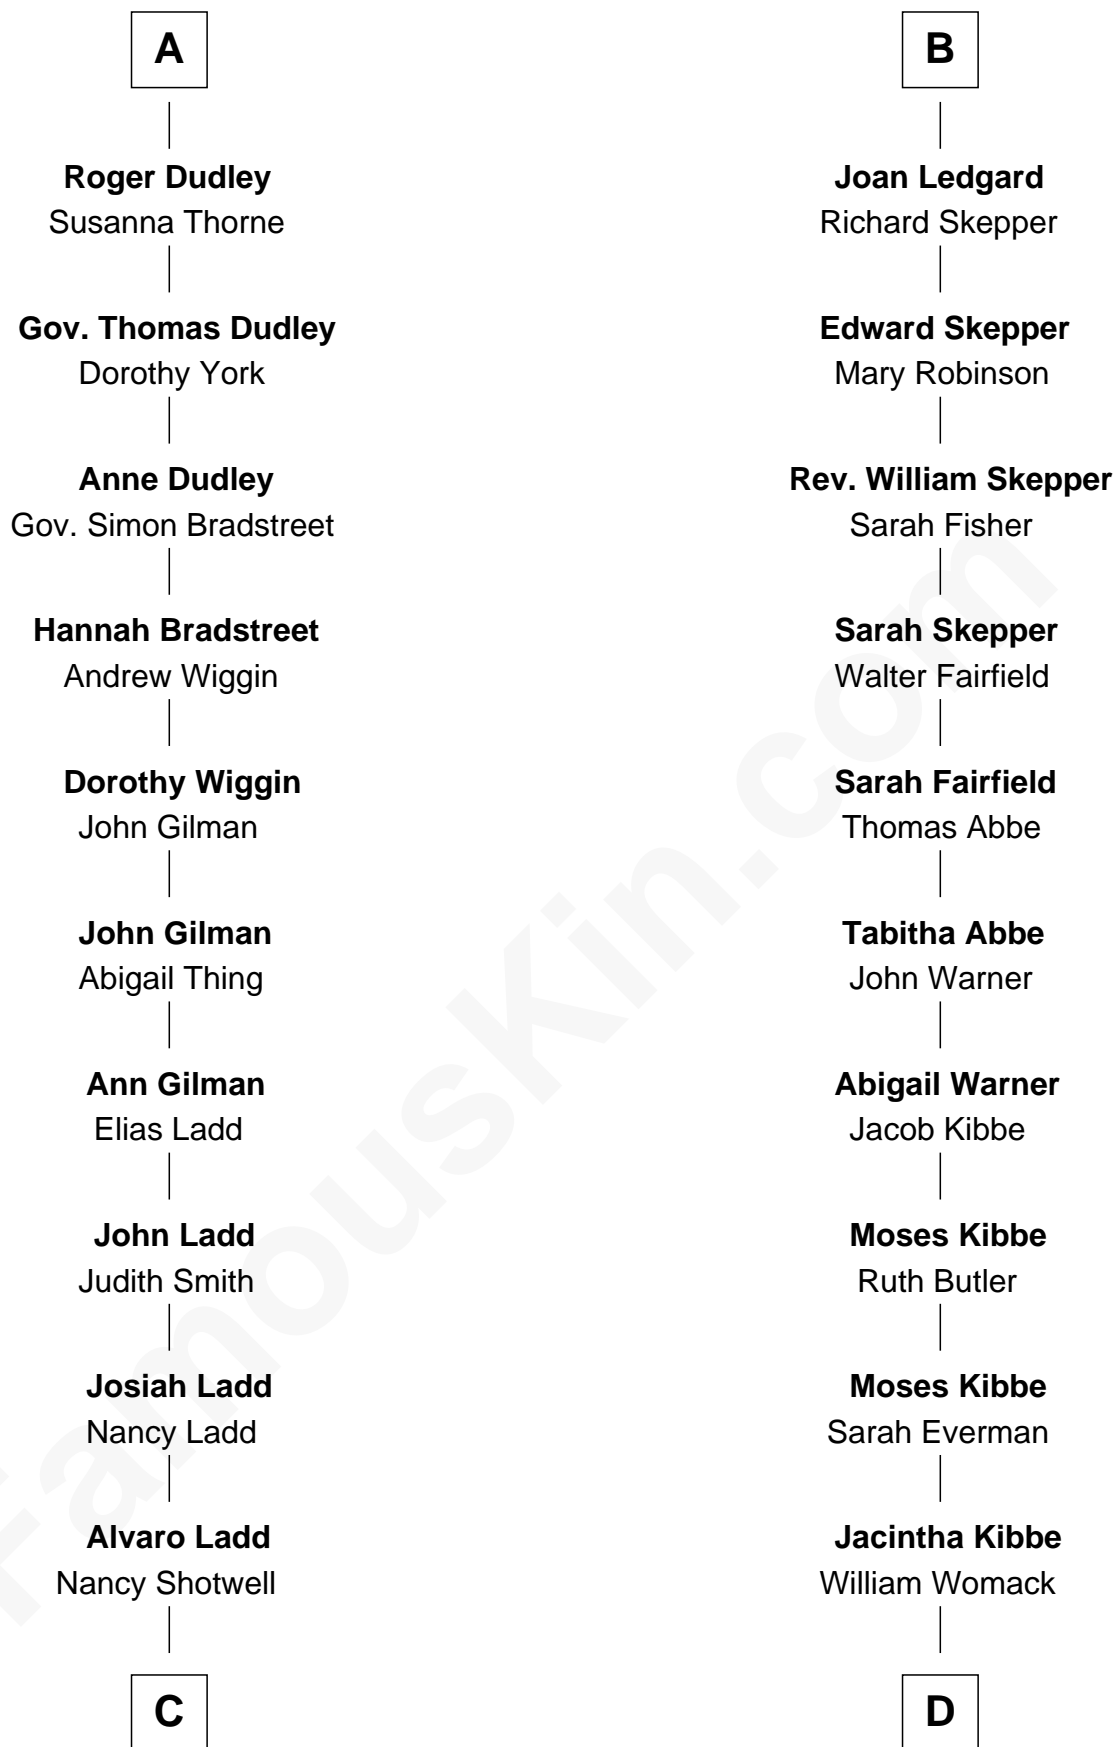 A
Roger Dudley
Susanna Thorne
Gov. Thomas Dudley
Dorothy York
Anne Dudley
Gov. Simon Bradstreet
Hannah Bradstreet
Andrew Wiggin
Dorothy Wiggin
John Gilman
John Gilman
Abigail Thing
Ann Gilman
Elias Ladd
John Ladd
Judith Smith
Josiah Ladd
Nancy Ladd
Alvaro Ladd
Nancy Shotwell
C
B
Joan Ledgard
Richard Skepper
Edward Skepper
Mary Robinson
Rev. William Skepper
Sarah Fisher
Sarah Skepper
Walter Fairfield
Sarah Fairfield
Thomas Abbe
Tabitha Abbe
John Warner
Abigail Warner
Jacob Kibbe
Moses Kibbe
Ruth Butler
Moses Kibbe
Sarah Everman
Jacintha Kibbe
William Womack
D
FamousKin.com